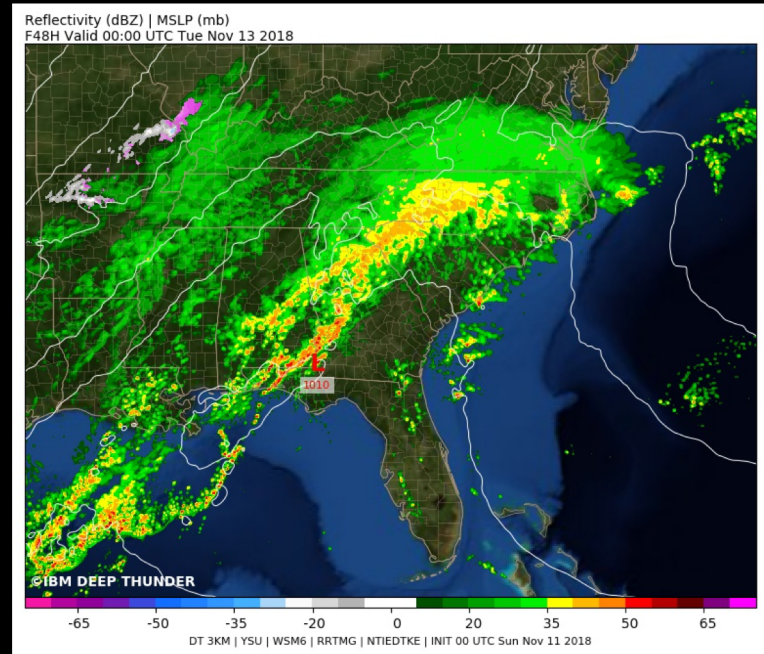 Reflectivity (dBZ) | MSLP (mb)
F48H Valid 00:00 UTC Tue Nov 13 2018
L
1010
©IBM DEEP THUNDER
-65 -50 -35 -20 0 20 35 50 65
DT 3KM | YSU | WSM6 | RRTMG | NTIEDTKE | INIT 00 UTC Sun Nov 11 2018